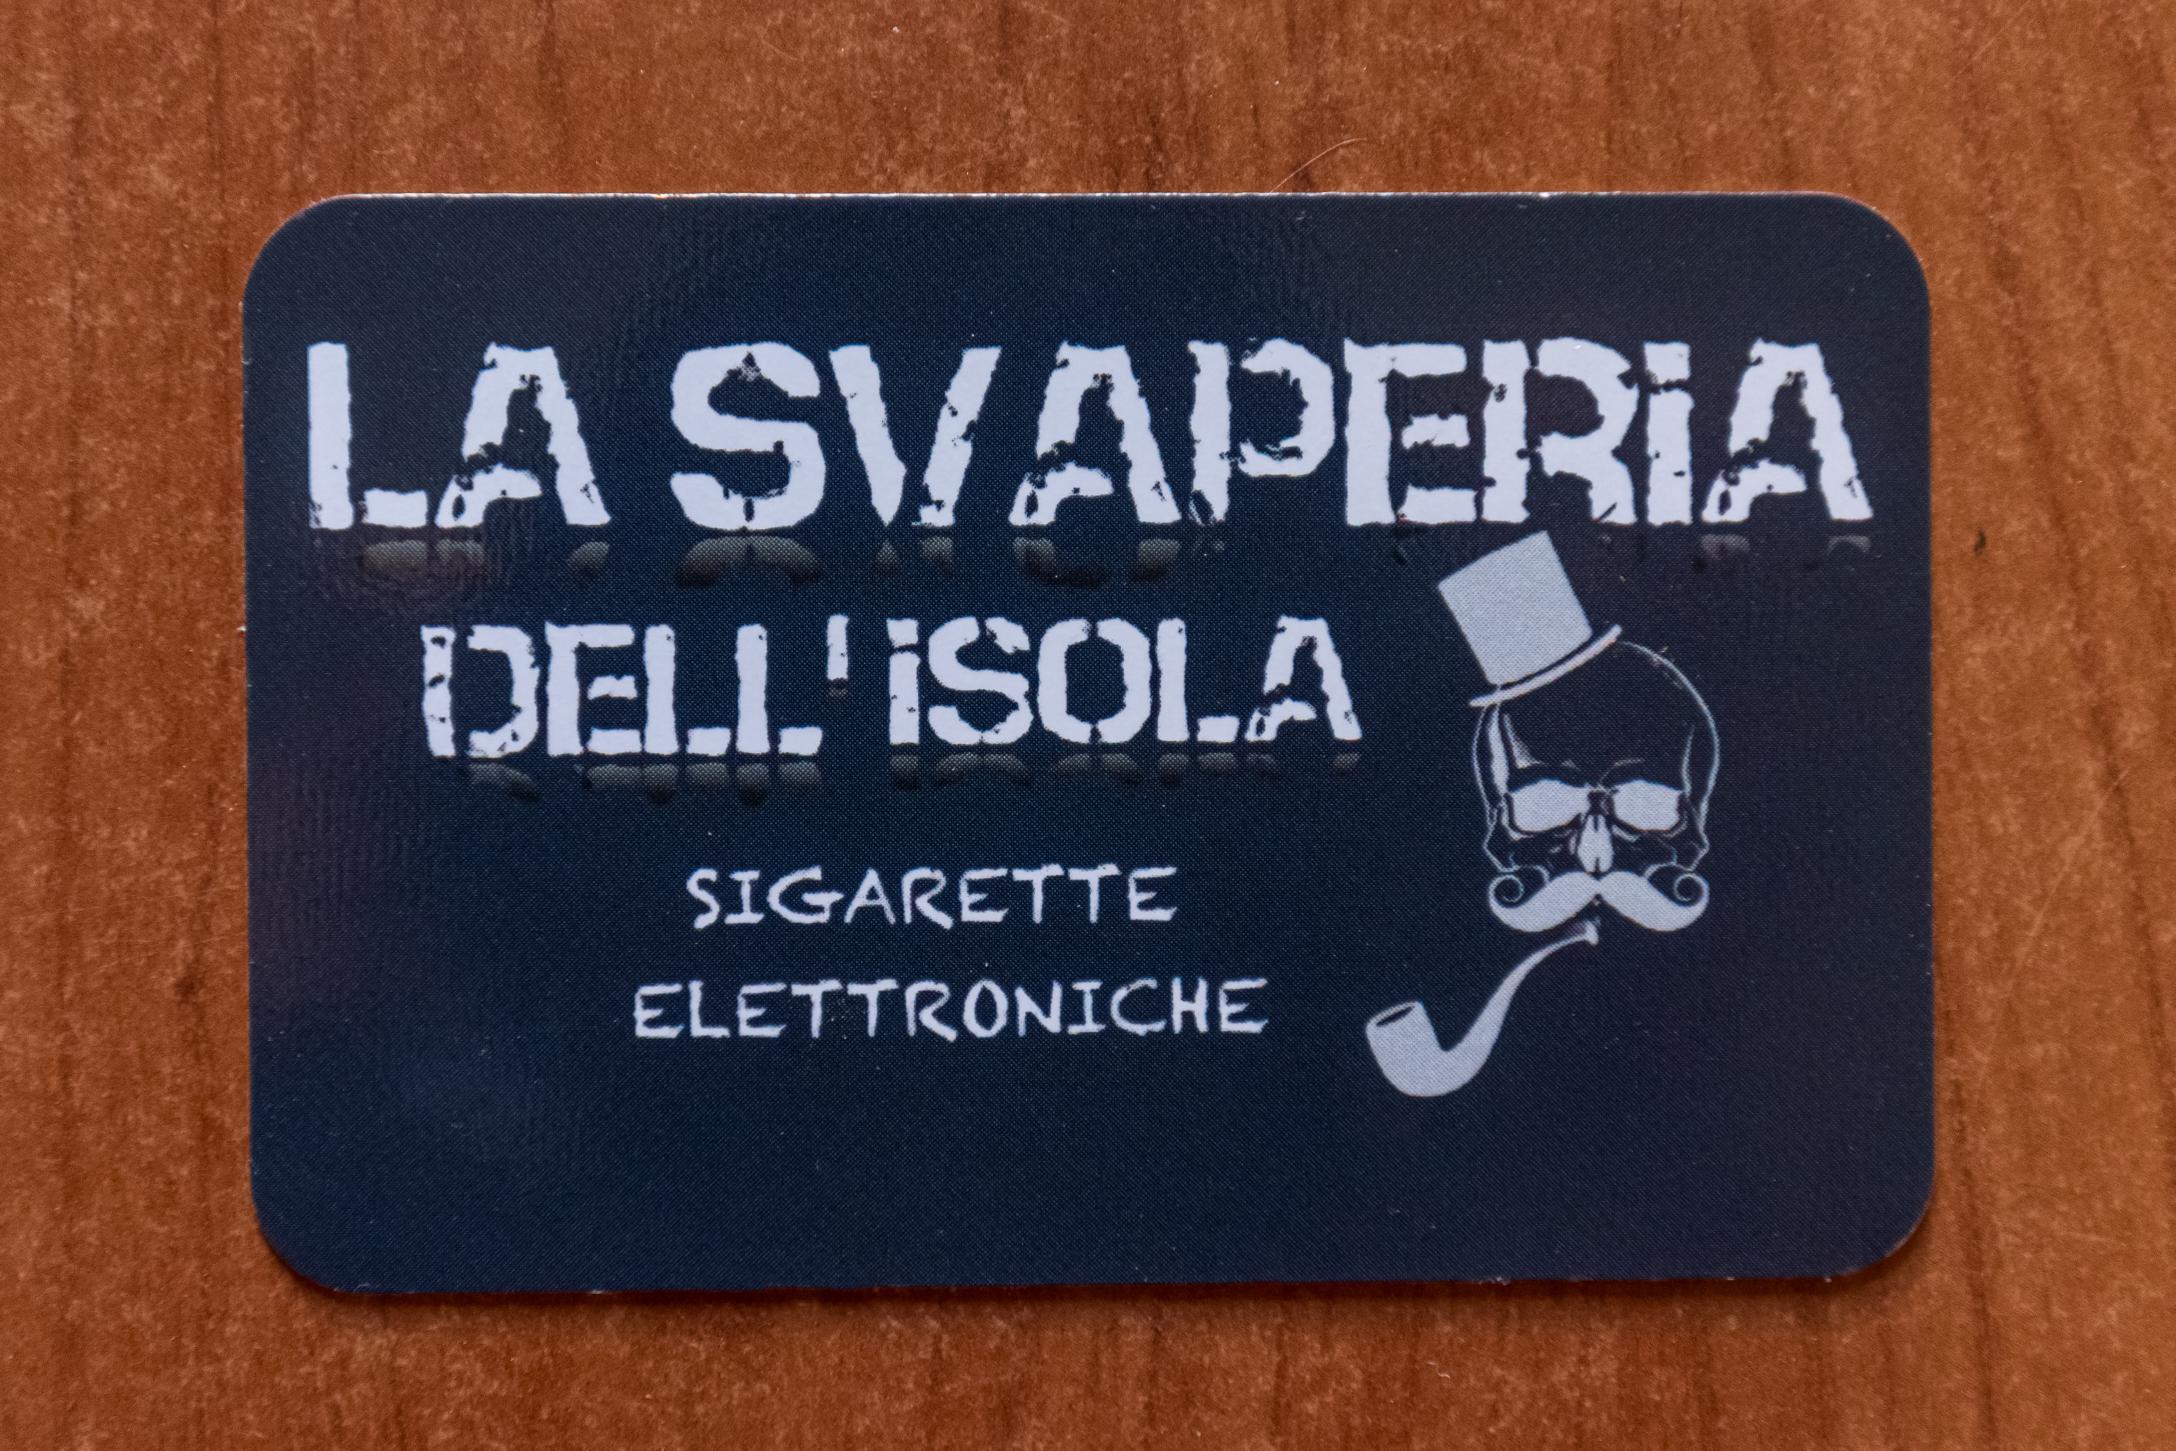 LA SVAPERiA
DELL'iSOLA
SIGARETTE
ELETTRONICHE